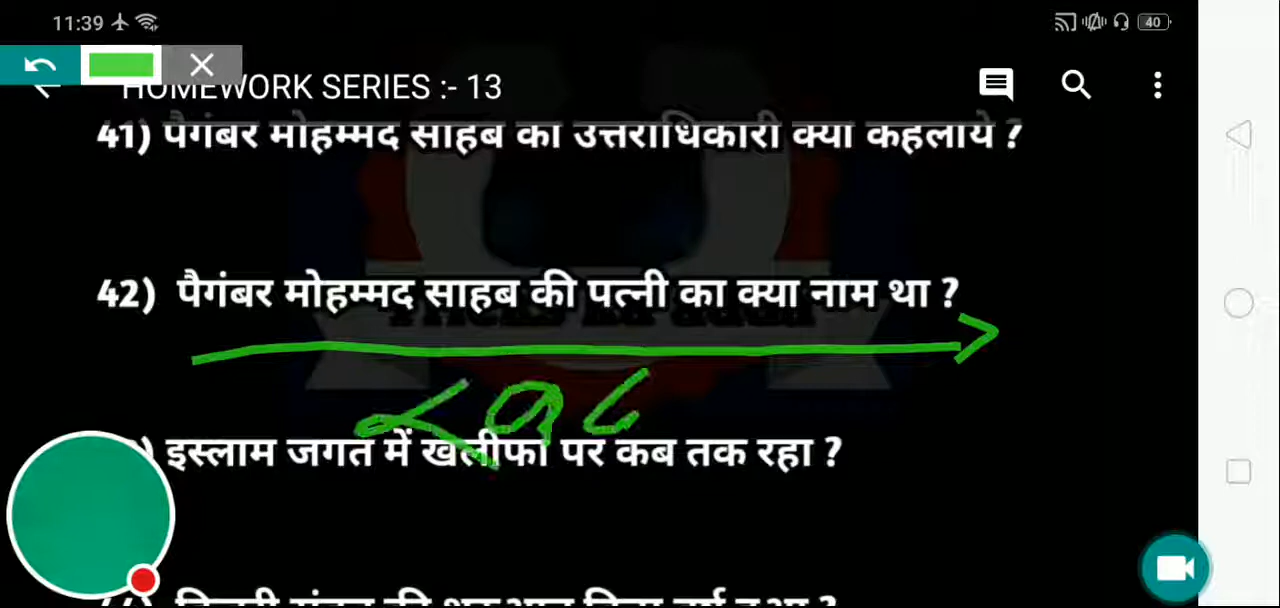 11:39
40
HOMEWORK SERIES :- 13
41) पैगंबर मोहम्मद साहब का उत्तराधिकारी क्या कहलाये ?
42) पैगंबर मोहम्मद साहब की पत्नी का क्या नाम था ?
) इस्लाम जगत में खलीफा पर कब तक रहा ?